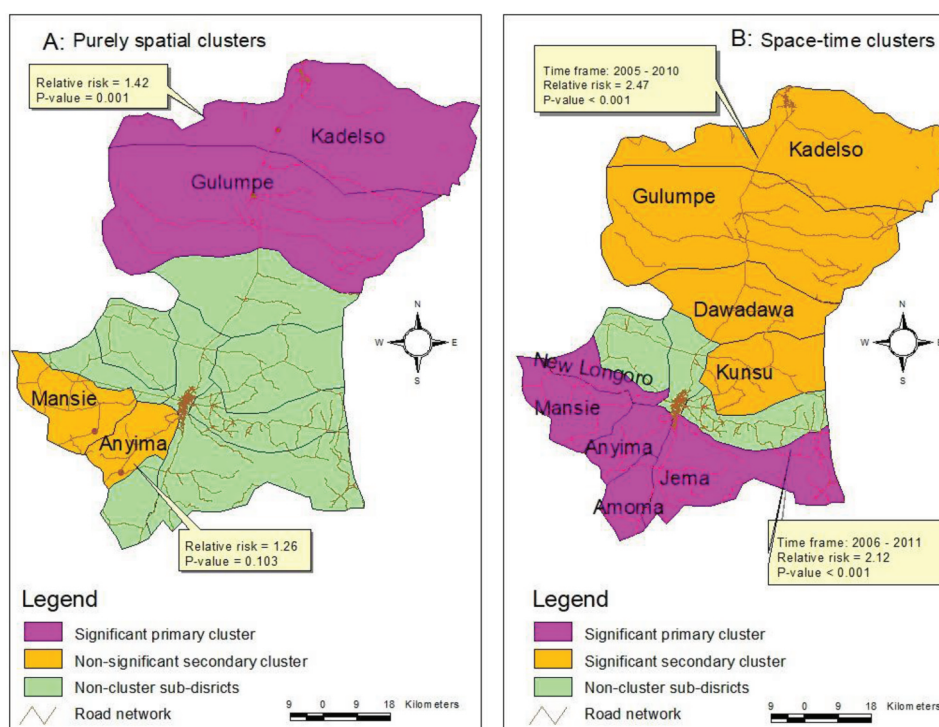 A: Purely spatial clusters
Relative risk = 1.42
P-value = 0.001
Kadelso
Gulumpe
N
W
E
S
Mansie
Anyima
Relative risk = 1.26
P-value = 0.103
Legend
Significant primary cluster
Non-significant secondary cluster
Non-cluster sub-disricts
Road network
9 0 9 18 Kilometers
B: Space-time clusters
Time frame: 2005 - 2010
Relative risk = 2.47
P-value < 0.001
Kadelso
Gulumpe
Dawadawa
N
W
E
S
New Longoro
Kunsu
Mansie
Anyima
Jema
Amoma
Time frame: 2006 - 2011
Relative risk = 2.12
P-value < 0.001
Legend
Significant primary cluster
Significant secondary cluster
Non-cluster sub-disricts
Road network
9 0 9 18 Kilometers